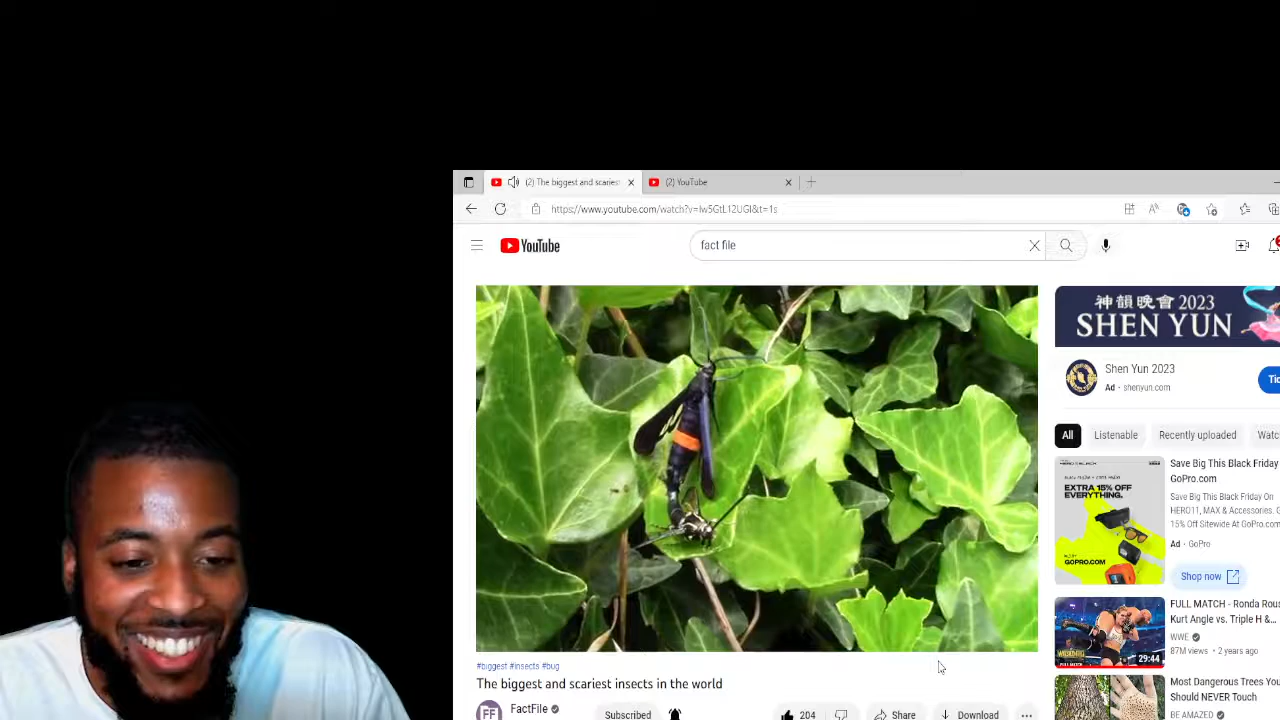 (2) The biggest and scariest
(2) YouTube
https://www.youtube.com/watch?v=Iw5GtL12UGI&t=1s
YouTube
fact file
神韻晚會 2023
SHEN YUN
Shen Yun 2023
Ad · shenyun.com
All
Listenable
Recently uploaded
EXTRA 15% OFF
EVERYTHING.
GOPRO.COM
Save Big This Black Friday
GoPro.com
Save Big This Black Friday On
HERO11, MAX & Accessories.
15% Off Sitewide At GoPro.com
Ad · GoPro
Shop now
FULL MATCH - Ronda Rou
Kurt Angle vs. Triple H &...
WWE
87M views · 2 years ago
29:44
Most Dangerous Trees You
Should NEVER Touch
BE AMAZED
#biggest #insects #bug
The biggest and scariest insects in the world
FF
FactFile
Subscribed
204
Share
Download